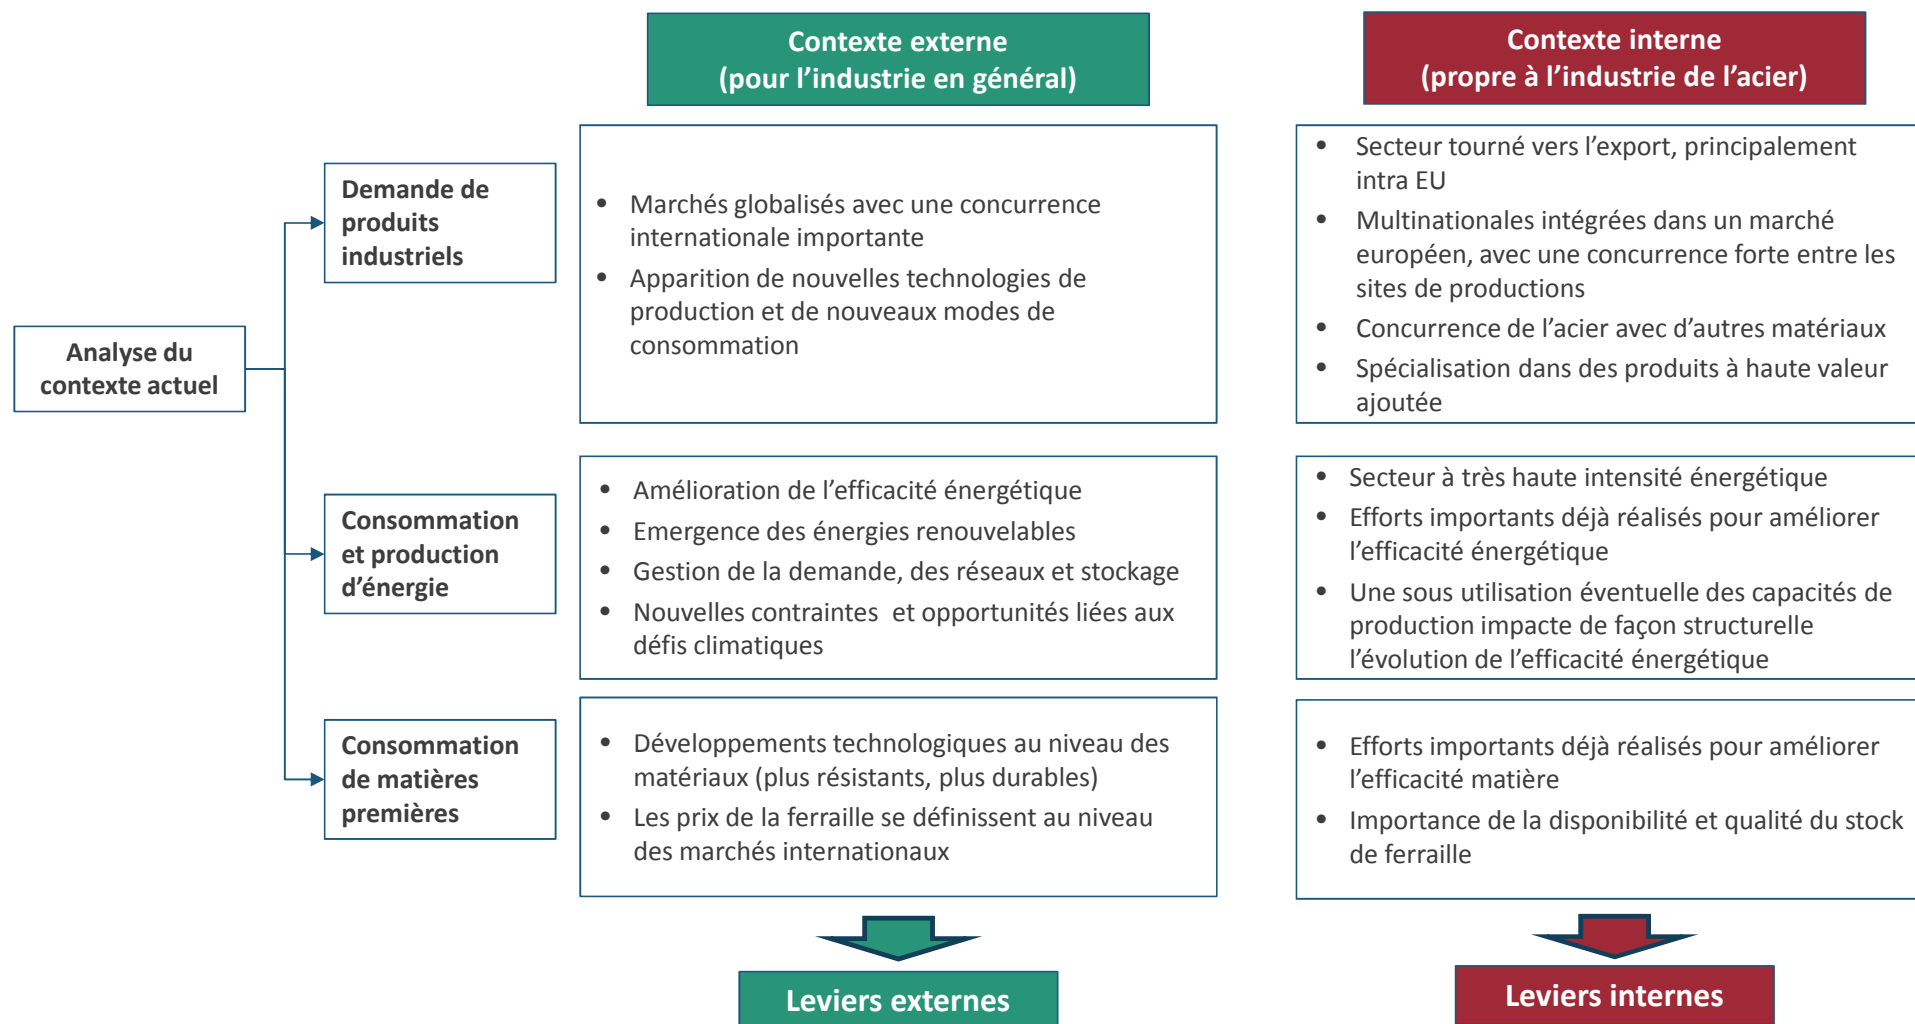 Contexte externe
(pour l'industrie en général)
Contexte interne
(propre à l'industrie de l'acier)
Analyse du
contexte actuel
Demande de
produits
industriels
• Marchés globalisés avec une concurrence
internationale importante
• Apparition de nouvelles technologies de
production et de nouveaux modes de
consommation
• Secteur tourné vers l'export, principalement
intra EU
• Multinationales intégrées dans un marché
européen, avec une concurrence forte entre les
sites de productions
• Concurrence de l'acier avec d'autres matériaux
• Spécialisation dans des produits à haute valeur
ajoutée
Consommation
et production
d'énergie
• Amélioration de l'efficacité énergétique
• Emergence des énergies renouvelables
• Gestion de la demande, des réseaux et stockage
• Nouvelles contraintes et opportunités liées aux
défis climatiques
• Secteur à très haute intensité énergétique
• Efforts importants déjà réalisés pour améliorer
l'efficacité énergétique
• Une sous utilisation éventuelle des capacités de
production impacte de façon structurelle
l'évolution de l'efficacité énergétique
Consommation
de matières
premières
• Développements technologiques au niveau des
matériaux (plus résistants, plus durables)
• Les prix de la ferraille se définissent au niveau
des marchés internationaux
• Efforts importants déjà réalisés pour améliorer
l'efficacité matière
• Importance de la disponibilité et qualité du stock
de ferraille
Leviers externes
Leviers internes